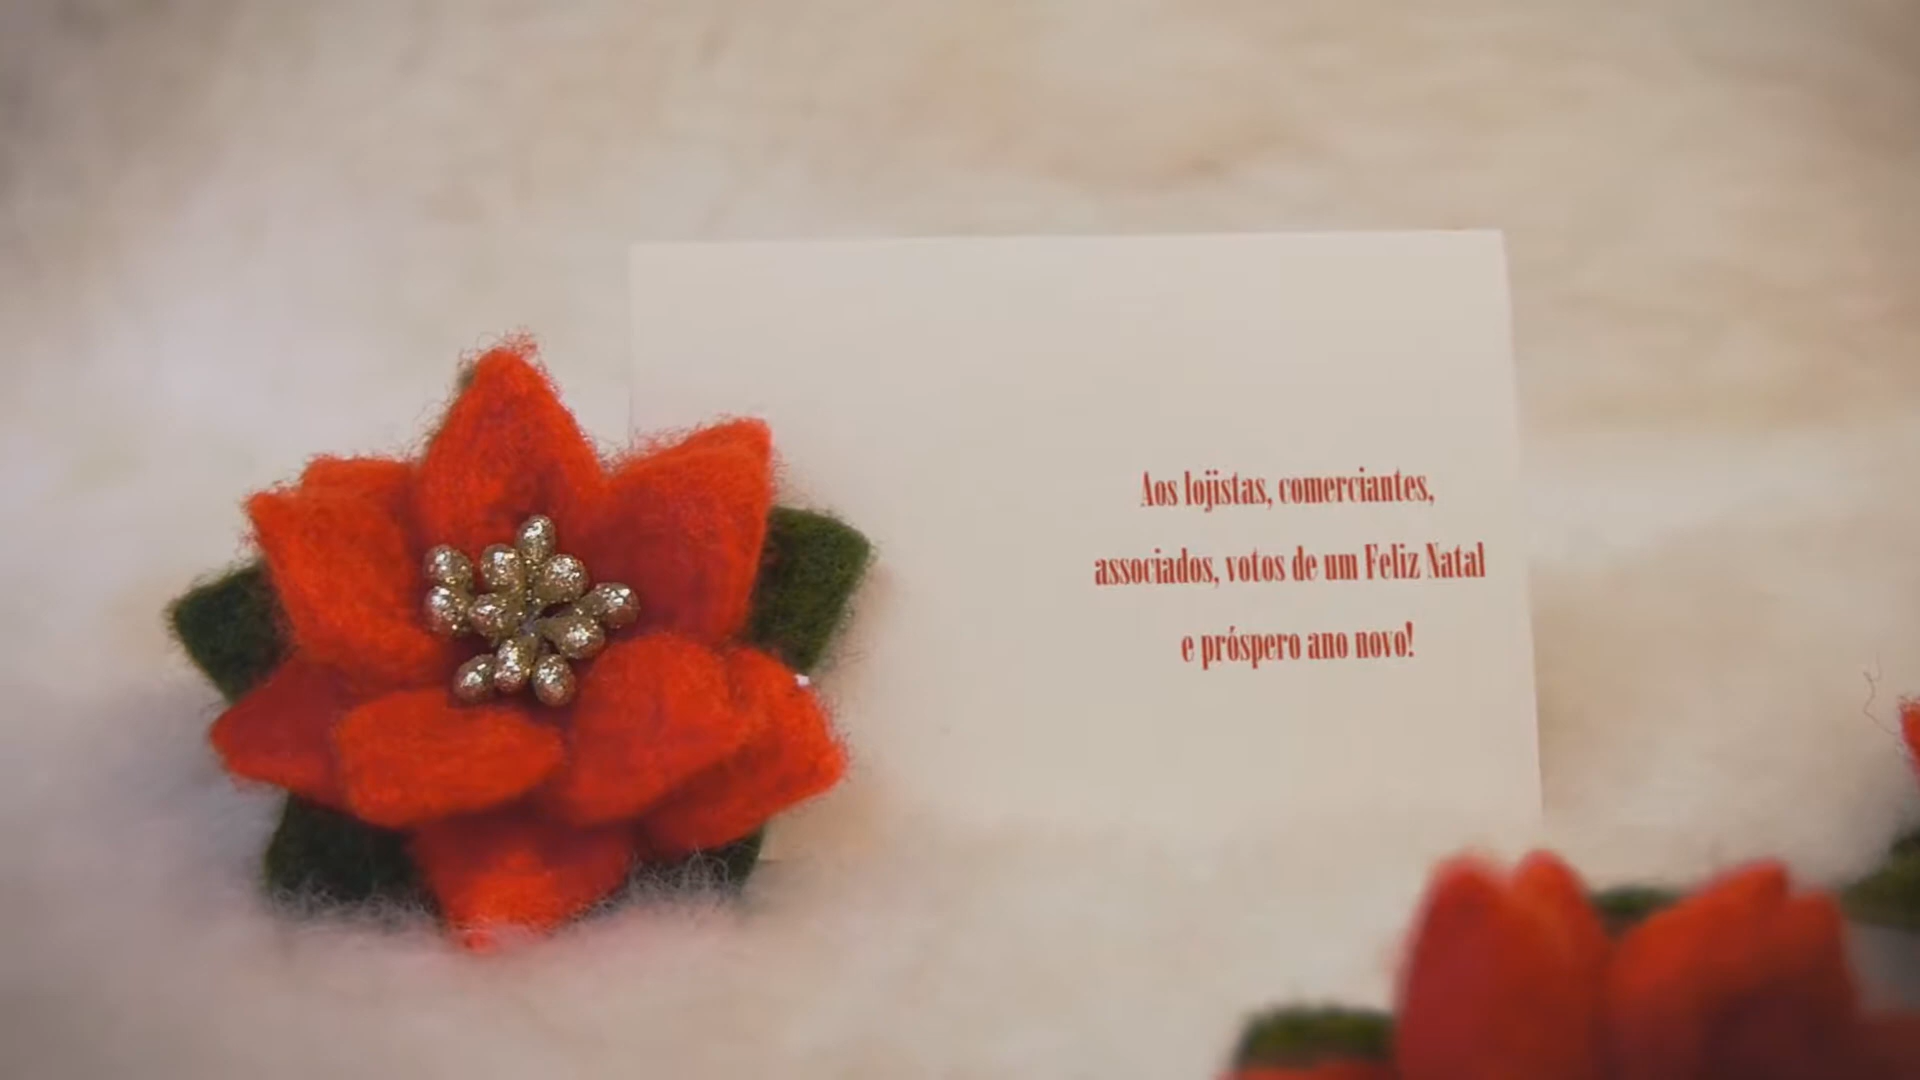 Aos lojistas, comerciantes,
associados, votos de um Feliz Natal
e próspero ano novo!